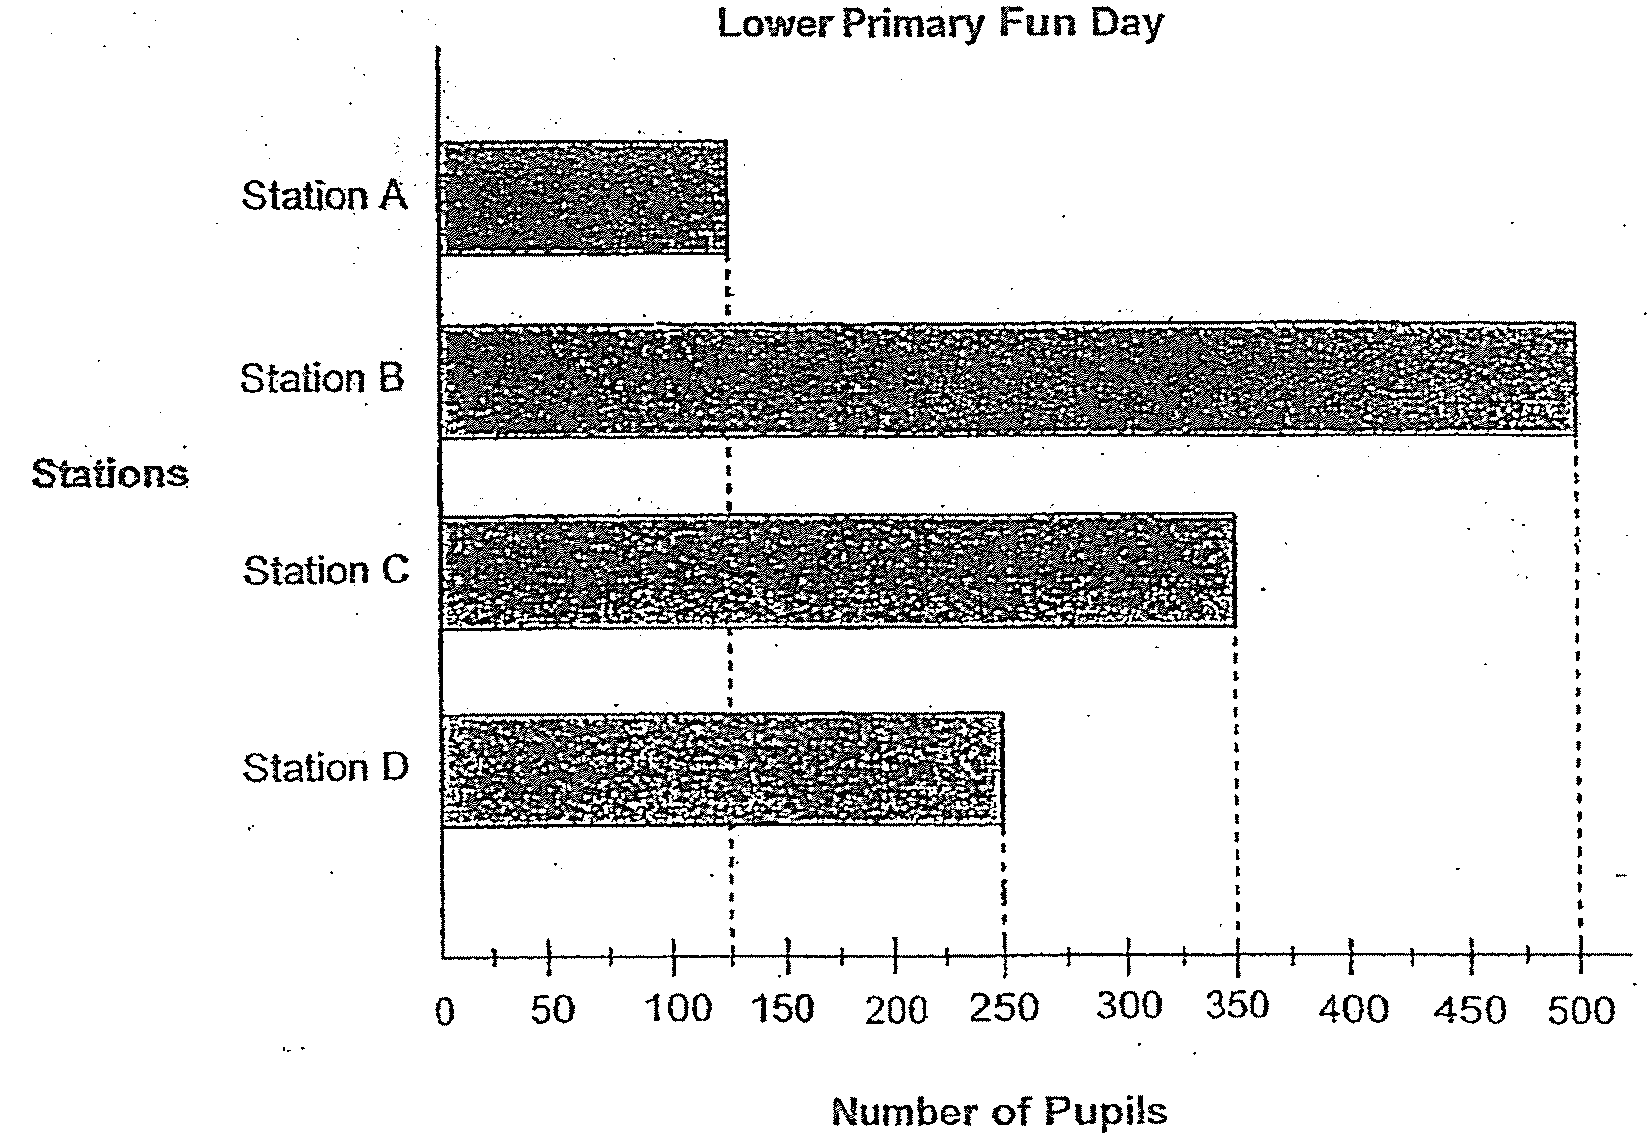 Lower Primary Fun Day
Station A
Station B
Stations
Station C
Station D
0 50 100 150 200 250 300 350 400 450 500
Number of Pupils